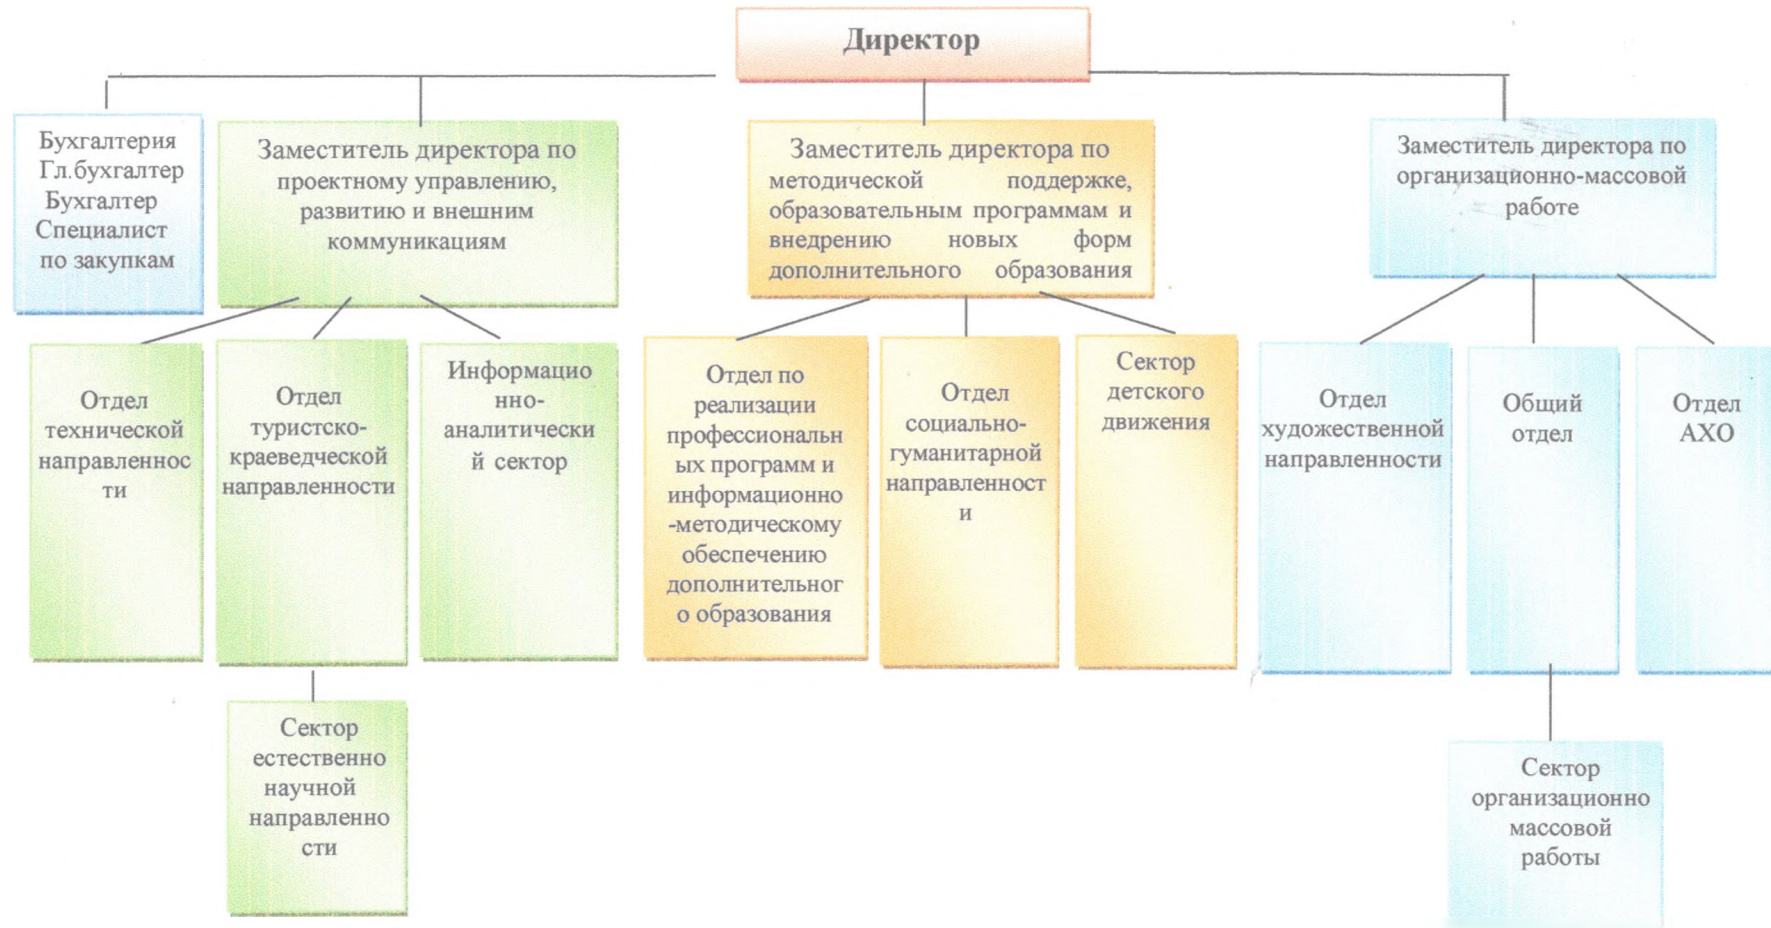 Директор
Бухгалтерия
Гл.бухгалтер
Бухгалтер
Специалист
по закупкам
Заместитель директора по
проектному управлению,
развитию и внешним
коммуникациям
Заместитель директора по
методической поддержке,
образовательным программам и
внедрению новых форм
дополнительного образования
Заместитель директора по
организационно-массовой
работе
Отдел
технической
направленнос
ти
Отдел
туристско-
краеведческой
направленности
Информацио
нно-
аналитически
й сектор
Отдел по
реализации
профессиональн
ых программ и
информационно
-методическому
обеспечению
дополнительног
о образования
Отдел
социально-
гуманитарной
направленност
и
Сектор
детского
движения
Отдел
художественной
направленности
Общий
отдел
Отдел
АХО
Сектор
естественно
научной
направленно
сти
Сектор
организационно
массовой
работы